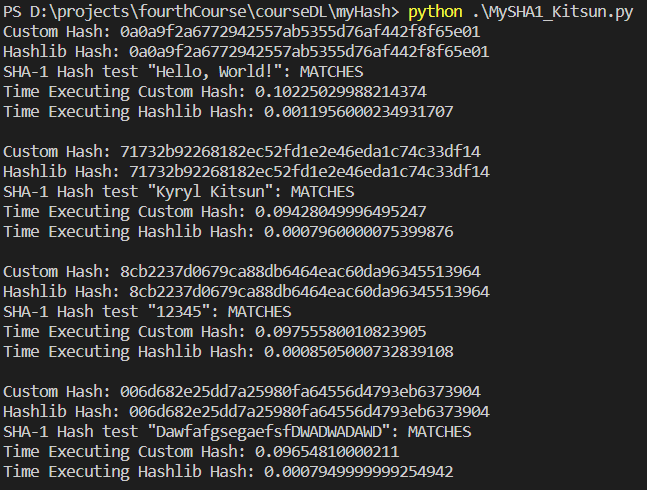 PS D:\projects\fourthCourse\courseDL\myHash> python .\MySHA1_Kitsun.py
Custom Hash: 0a0a9f2a6772942557ab5355d76af442f8f65e01
Hashlib Hash: 0a0a9f2a6772942557ab5355d76af442f8f65e01
SHA-1 Hash test "Hello, World!": MATCHES
Time Executing Custom Hash: 0.10225029988214374
Time Executing Hashlib Hash: 0.0011956000234931707
Custom Hash: 71732b92268182ec52fd1e2e46eda1c74c33df14
Hashlib Hash: 71732b92268182ec52fd1e2e46eda1c74c33df14
SHA-1 Hash test "Kyryl Kitsun": MATCHES
Time Executing Custom Hash: 0.09428049996495247
Time Executing Hashlib Hash: 0.0007960000075399876
Custom Hash: 8cb2237d0679ca88db6464eac60da96345513964
Hashlib Hash: 8cb2237d0679ca88db6464eac60da96345513964
SHA-1 Hash test "12345": MATCHES
Time Executing Custom Hash: 0.09755580010823905
Time Executing Hashlib Hash: 0.0008505000732839108
Custom Hash: 006d682e25dd7a25980fa64556d4793eb6373904
Hashlib Hash: 006d682e25dd7a25980fa64556d4793eb6373904
SHA-1 Hash test "DawfafgsegaefsfDWADWADAWD": MATCHES
Time Executing Custom Hash: 0.09654810000211
Time Executing Hashlib Hash: 0.0007949999999254942